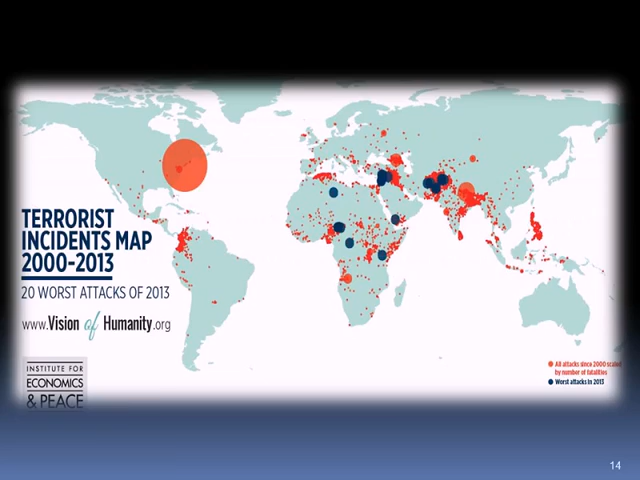 TERRORIST
INCIDENTS MAP
2000-2013
20 WORST ATTACKS OF 2013
www.Vision of Humanity.org
INSTITUTE FOR
ECONOMICS
& PEACE
All attacks since 2000 scaled
by number of fatalities
Worst attacks in 2013
14